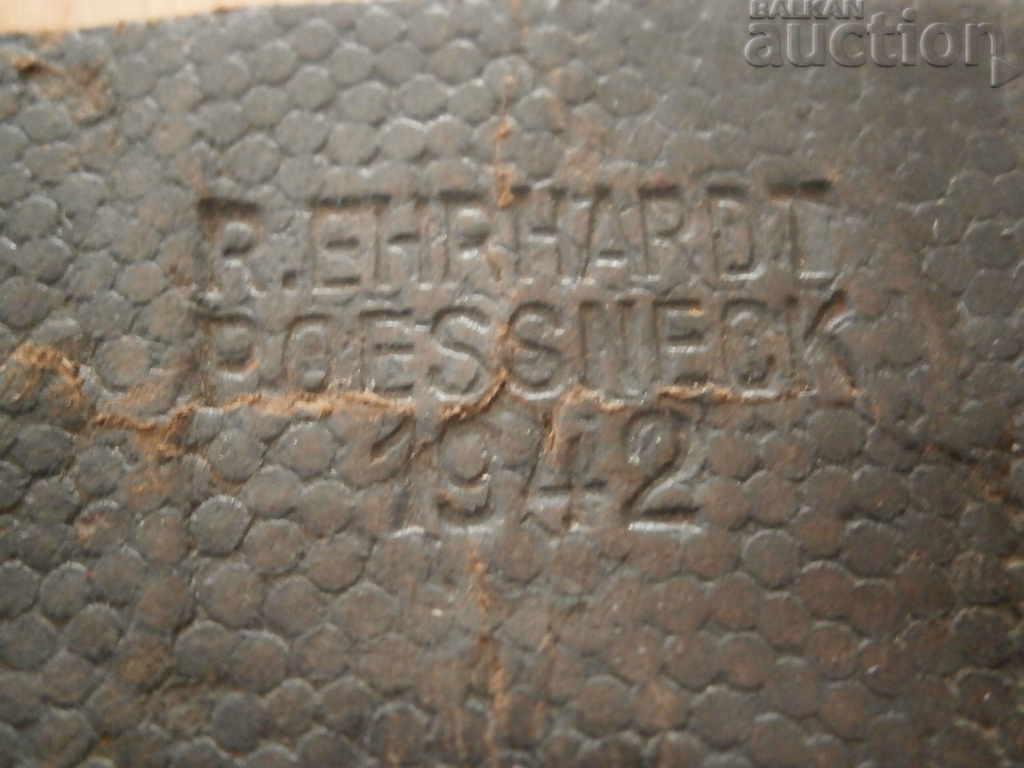 BALKAN
auction
R.EHRHARDT
POESSNECK
1942